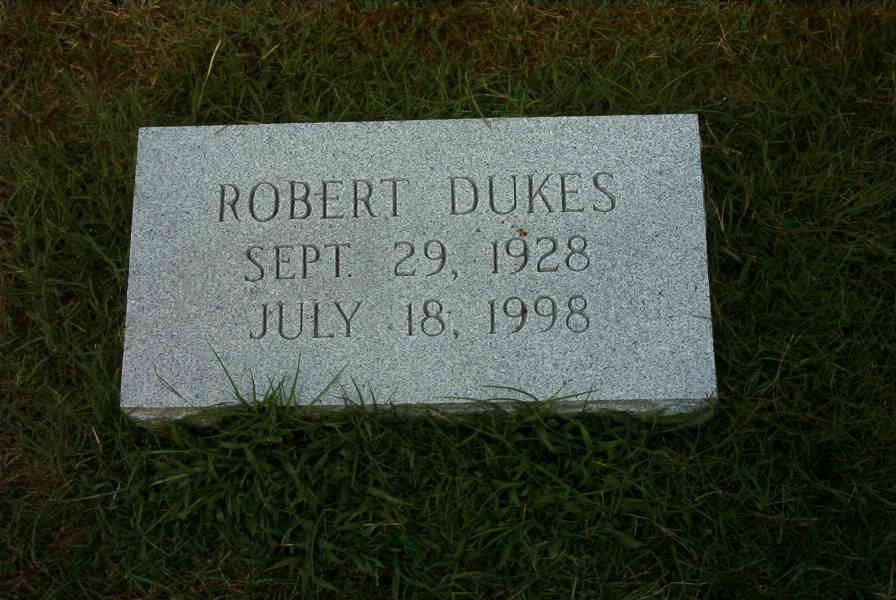 ROBERT DUKES
SEPT. 29, 1928
JULY 18, 1998